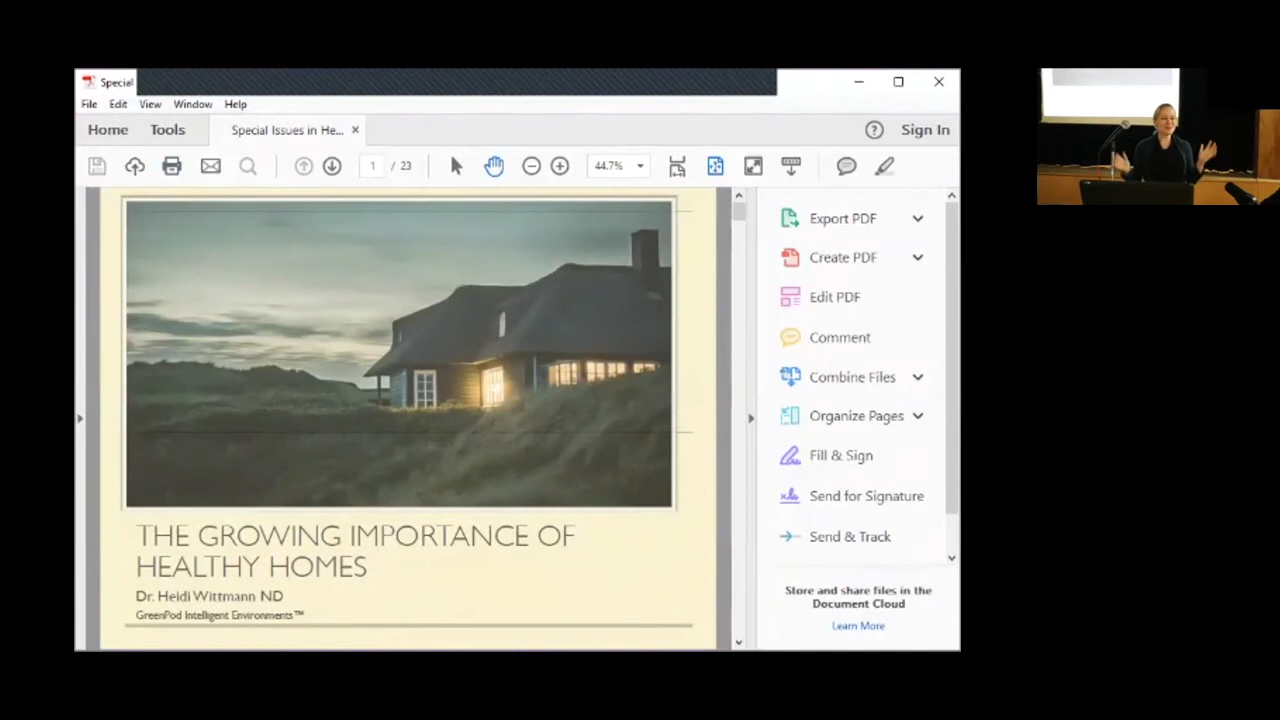 Special
File Edit View Window Help
Home Tools Special Issues in He... Sign In
1 / 23 44.7%
Export PDF
Create PDF
Edit PDF
Comment
Combine Files
Organize Pages
Fill & Sign
Send for Signature
Send & Track
Store and share files in the
Document Cloud
Learn More
THE GROWING IMPORTANCE OF
HEALTHY HOMES
Dr. Heidi Wittmann ND
GreenPod Intelligent Environments™